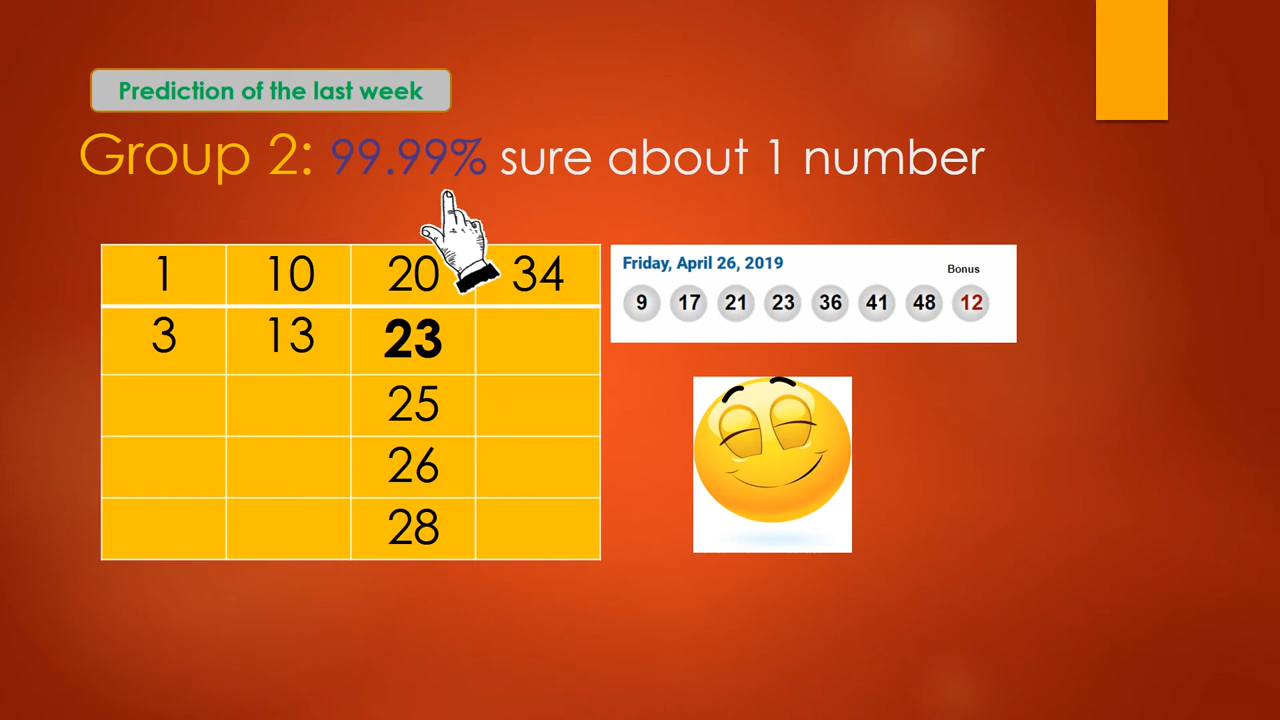 Prediction of the last week
Group 2: 99.99% sure about 1 number
1 10 20 34
3 13 23
25
26
28
Friday, April 26, 2019
Bonus
9 17 21 23 36 41 48 12